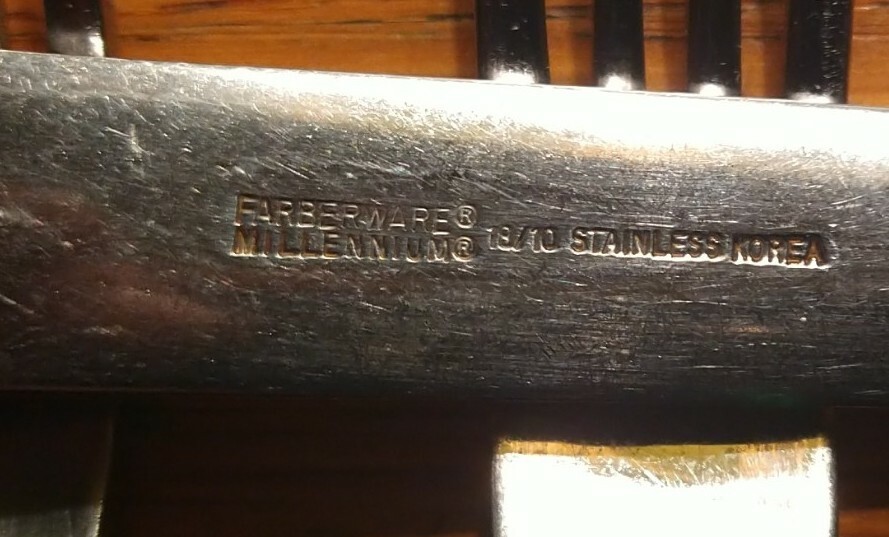 FARBERWARE®
MILLENNIUM® 18/10 STAINLESS KOREA